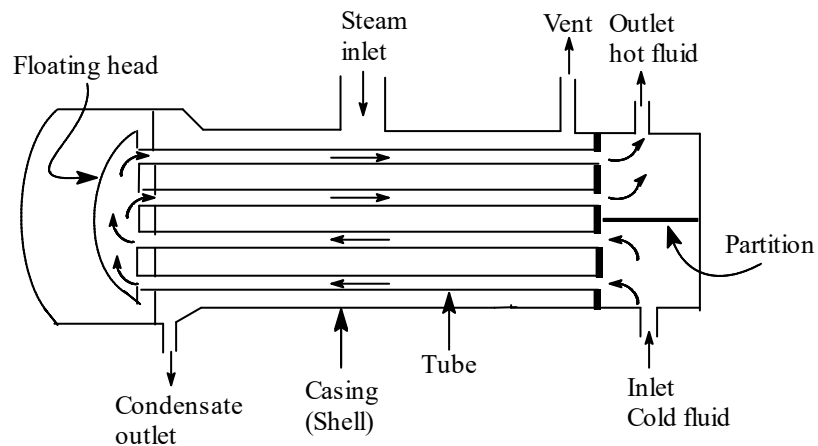 Steam
inlet
Vent
Outlet
hot fluid
Floating head
Partition
Tube
Casing
(Shell)
Condensate
outlet
Inlet
Cold fluid